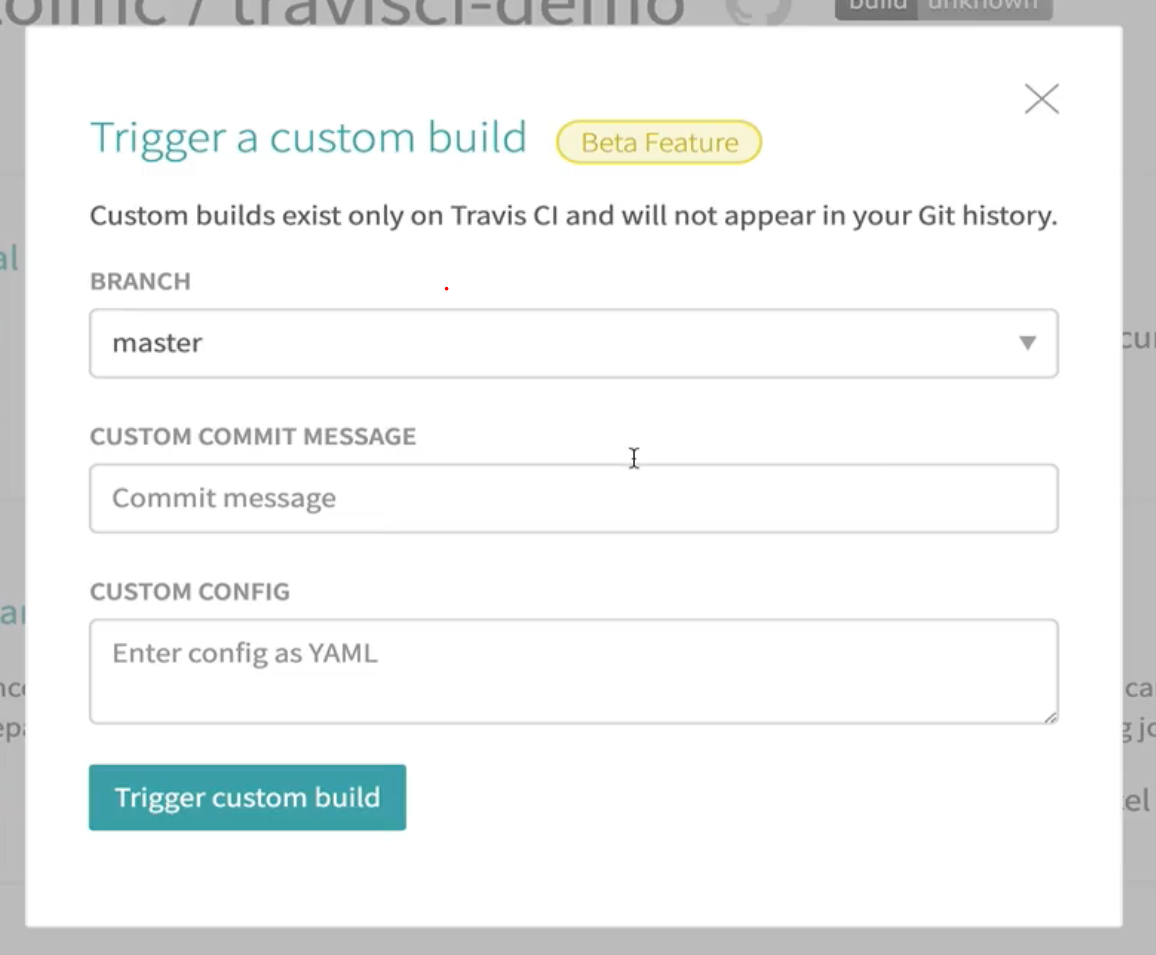 / travisci-demo
build unknown
Trigger a custom build
Beta Feature
Custom builds exist only on Travis CI and will not appear in your Git history.
BRANCH
master
CUSTOM COMMIT MESSAGE
Commit message
CUSTOM CONFIG
Enter config as YAML
Trigger custom build